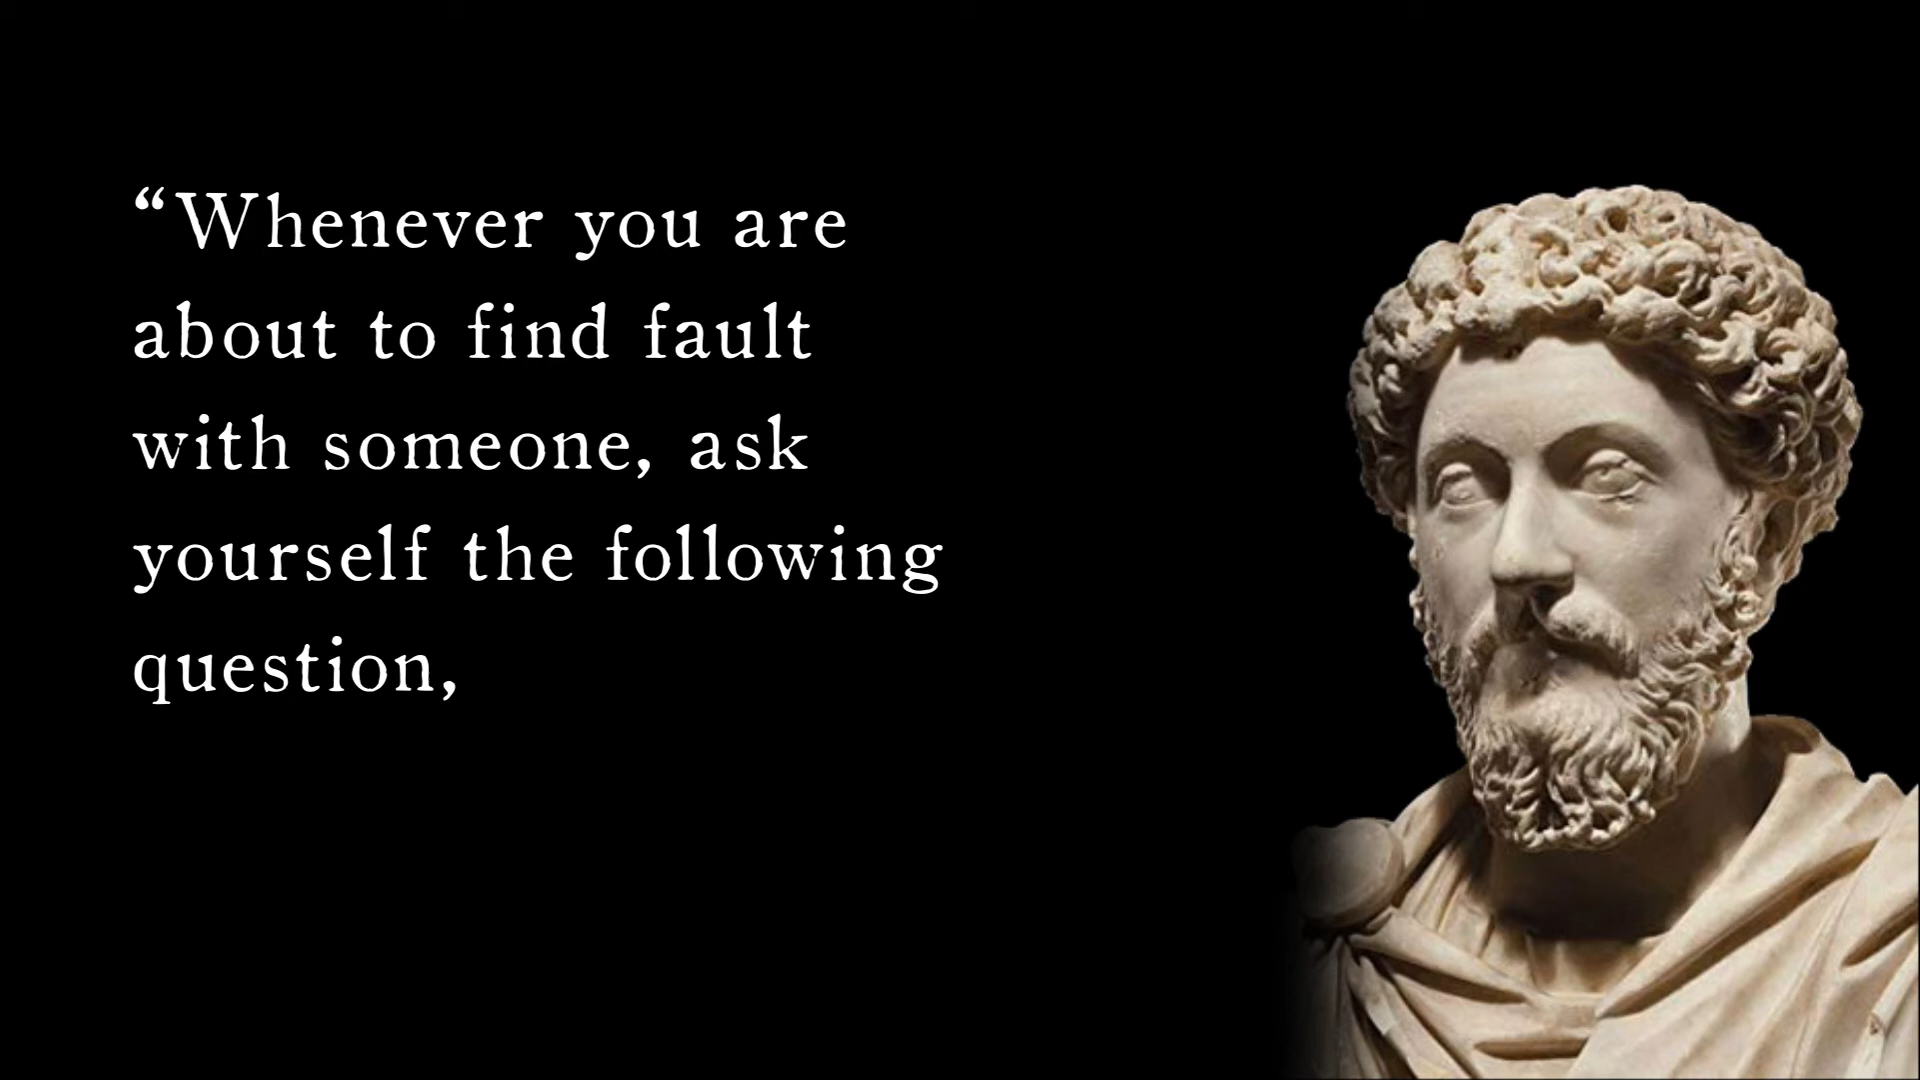 “Whenever you are
about to find fault
with someone, ask
yourself the following
question,